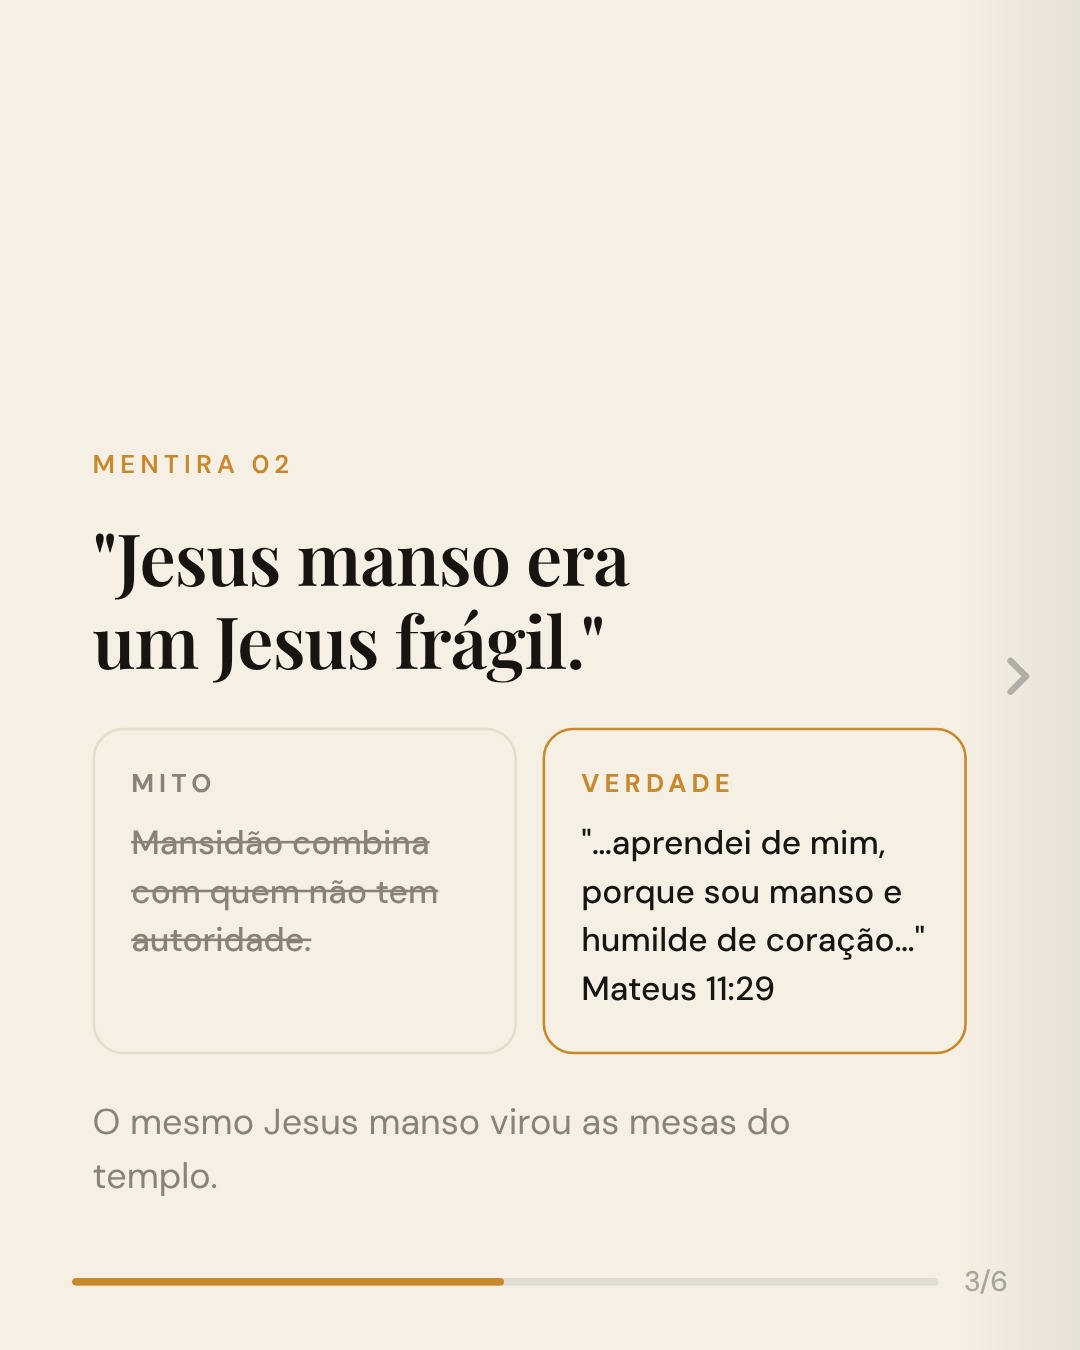 MENTIRA 02
"Jesus manso era
um Jesus frágil."
MITO
Mansidão combina
com quem não tem
autoridade.
VERDADE
"...aprendei de mim,
porque sou manso e
humilde de coração..."
Mateus 11:29
O mesmo Jesus manso virou as mesas do
templo.
3/6